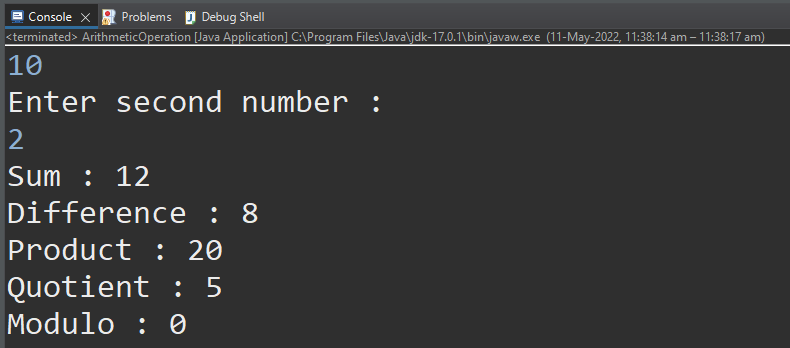 Console Problems Debug Shell
<terminated> ArithmeticOperation [Java Application] C:\Program Files\Java\jdk-17.0.1\bin\javaw.exe (11-May-2022, 11:38:14 am – 11:38:17 am)
10
Enter second number :
2
Sum : 12
Difference : 8
Product : 20
Quotient : 5
Modulo : 0